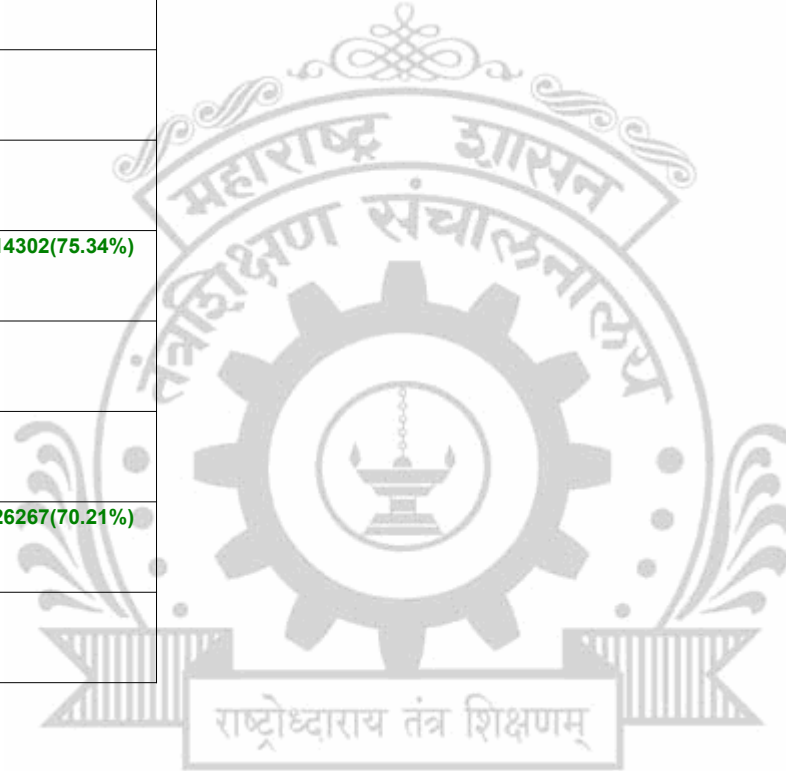 महाराष्ट्र शासन
तंत्रशिक्षण संचालनालय
14302(75.34%)
26267(70.21%)
राष्ट्रोध्दाराय तंत्र शिक्षणम्